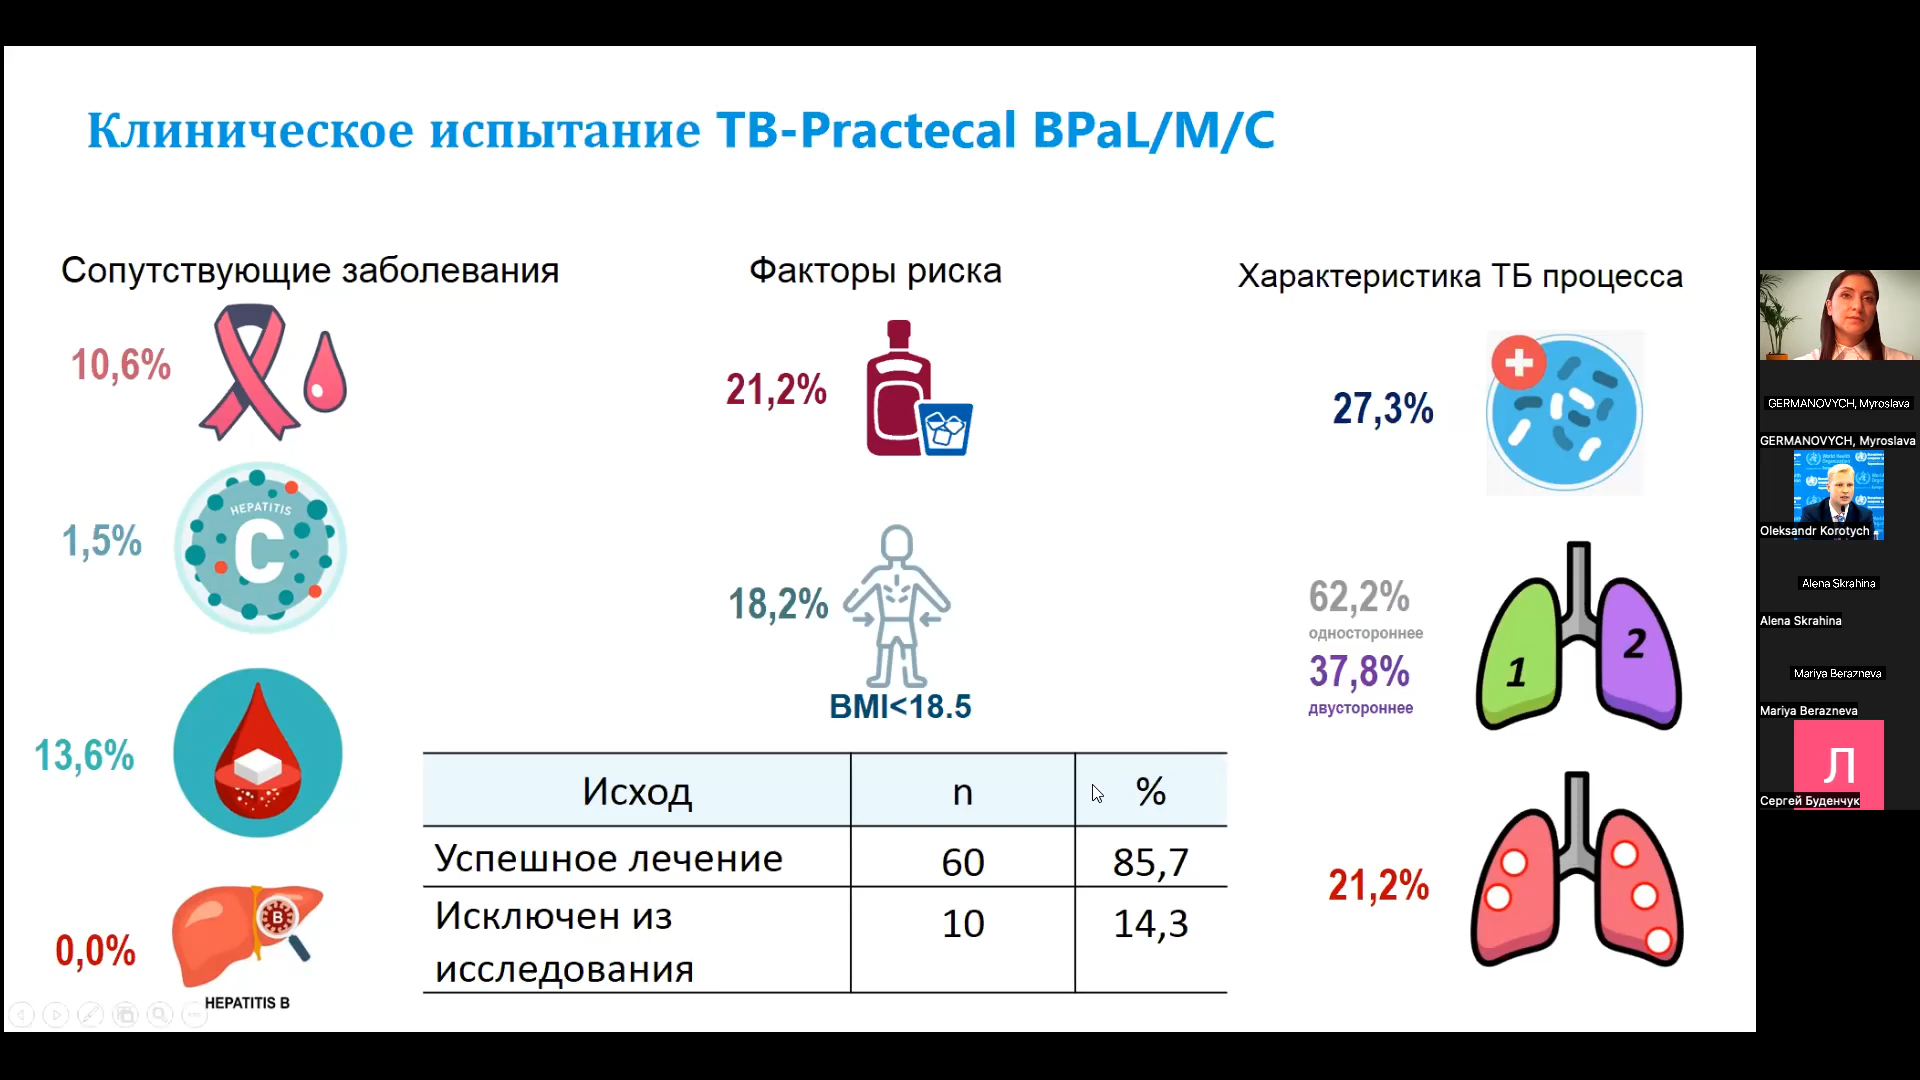 Клиническое испытание TB-Practecal BPaL/M/C
Сопутствующие заболевания
10,6%
HEPATITIS
C
1,5%
13,6%
0,0%
B
HEPATITIS B
Факторы риска
21,2%
18,2%
BMI<18.5
Характеристика ТБ процесса
27,3%
62,2%
одностороннее
37,8%
двустороннее
1
2
21,2%
Исход n %
Успешное лечение 60 85,7
Исключен из исследования 10 14,3
GERMANOVYCH, Myroslava
GERMANOVYCH, Myroslava
Oleksandr Korotych
Alena Skrahina
Alena Skrahina
Mariya Berazneva
Mariya Berazneva
Л
Сергей Буденчук